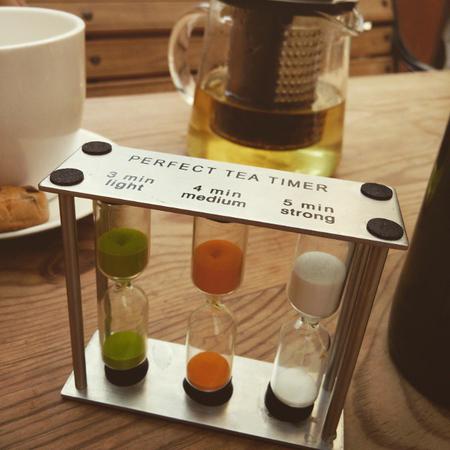 PERFECT TEA TIMER
3 min
light
4 min
medium
5 min
strong